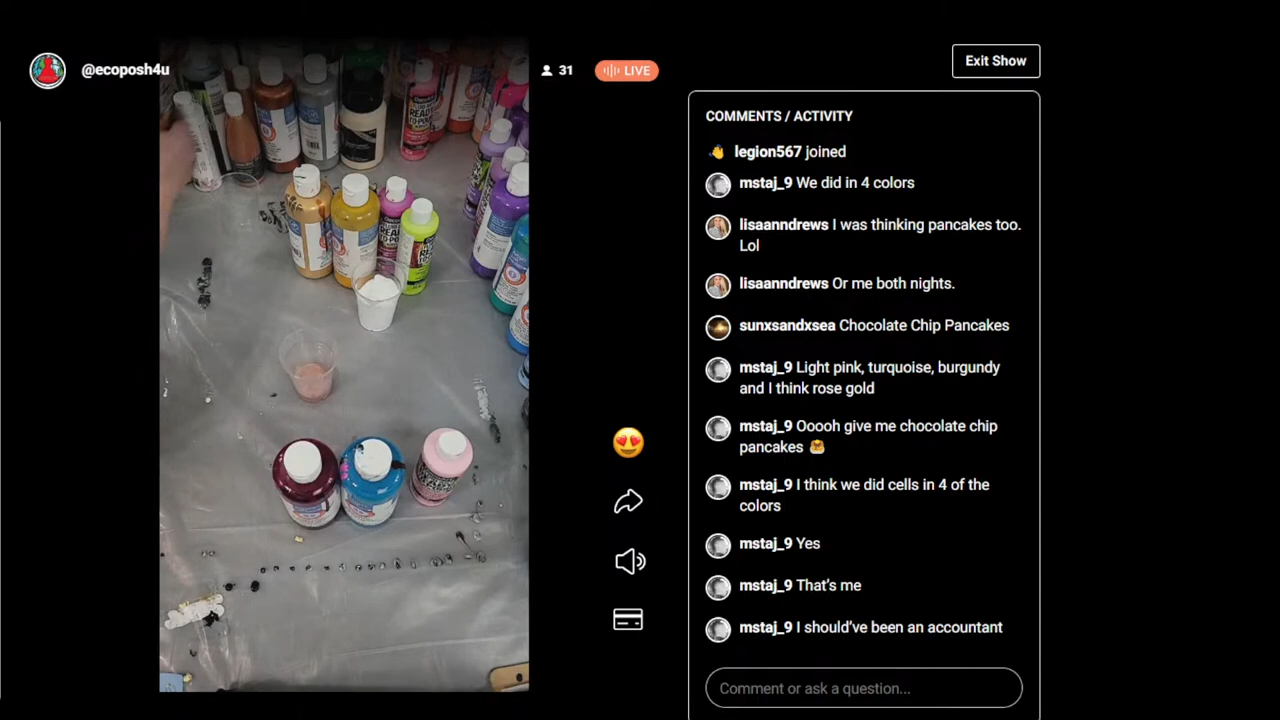 @ecoposh4u
31
LIVE
Exit Show
COMMENTS / ACTIVITY
legion567 joined
mstaj_9 We did in 4 colors
lisaanndrews I was thinking pancakes too.
Lol
lisaanndrews Or me both nights.
sunxsandxsea Chocolate Chip Pancakes
mstaj_9 Light pink, turquoise, burgundy
and I think rose gold
mstaj_9 Ooooh give me chocolate chip
pancakes 🥞
mstaj_9 I think we did cells in 4 of the
colors
mstaj_9 Yes
mstaj_9 That's me
mstaj_9 I should've been an accountant
Comment or ask a question...